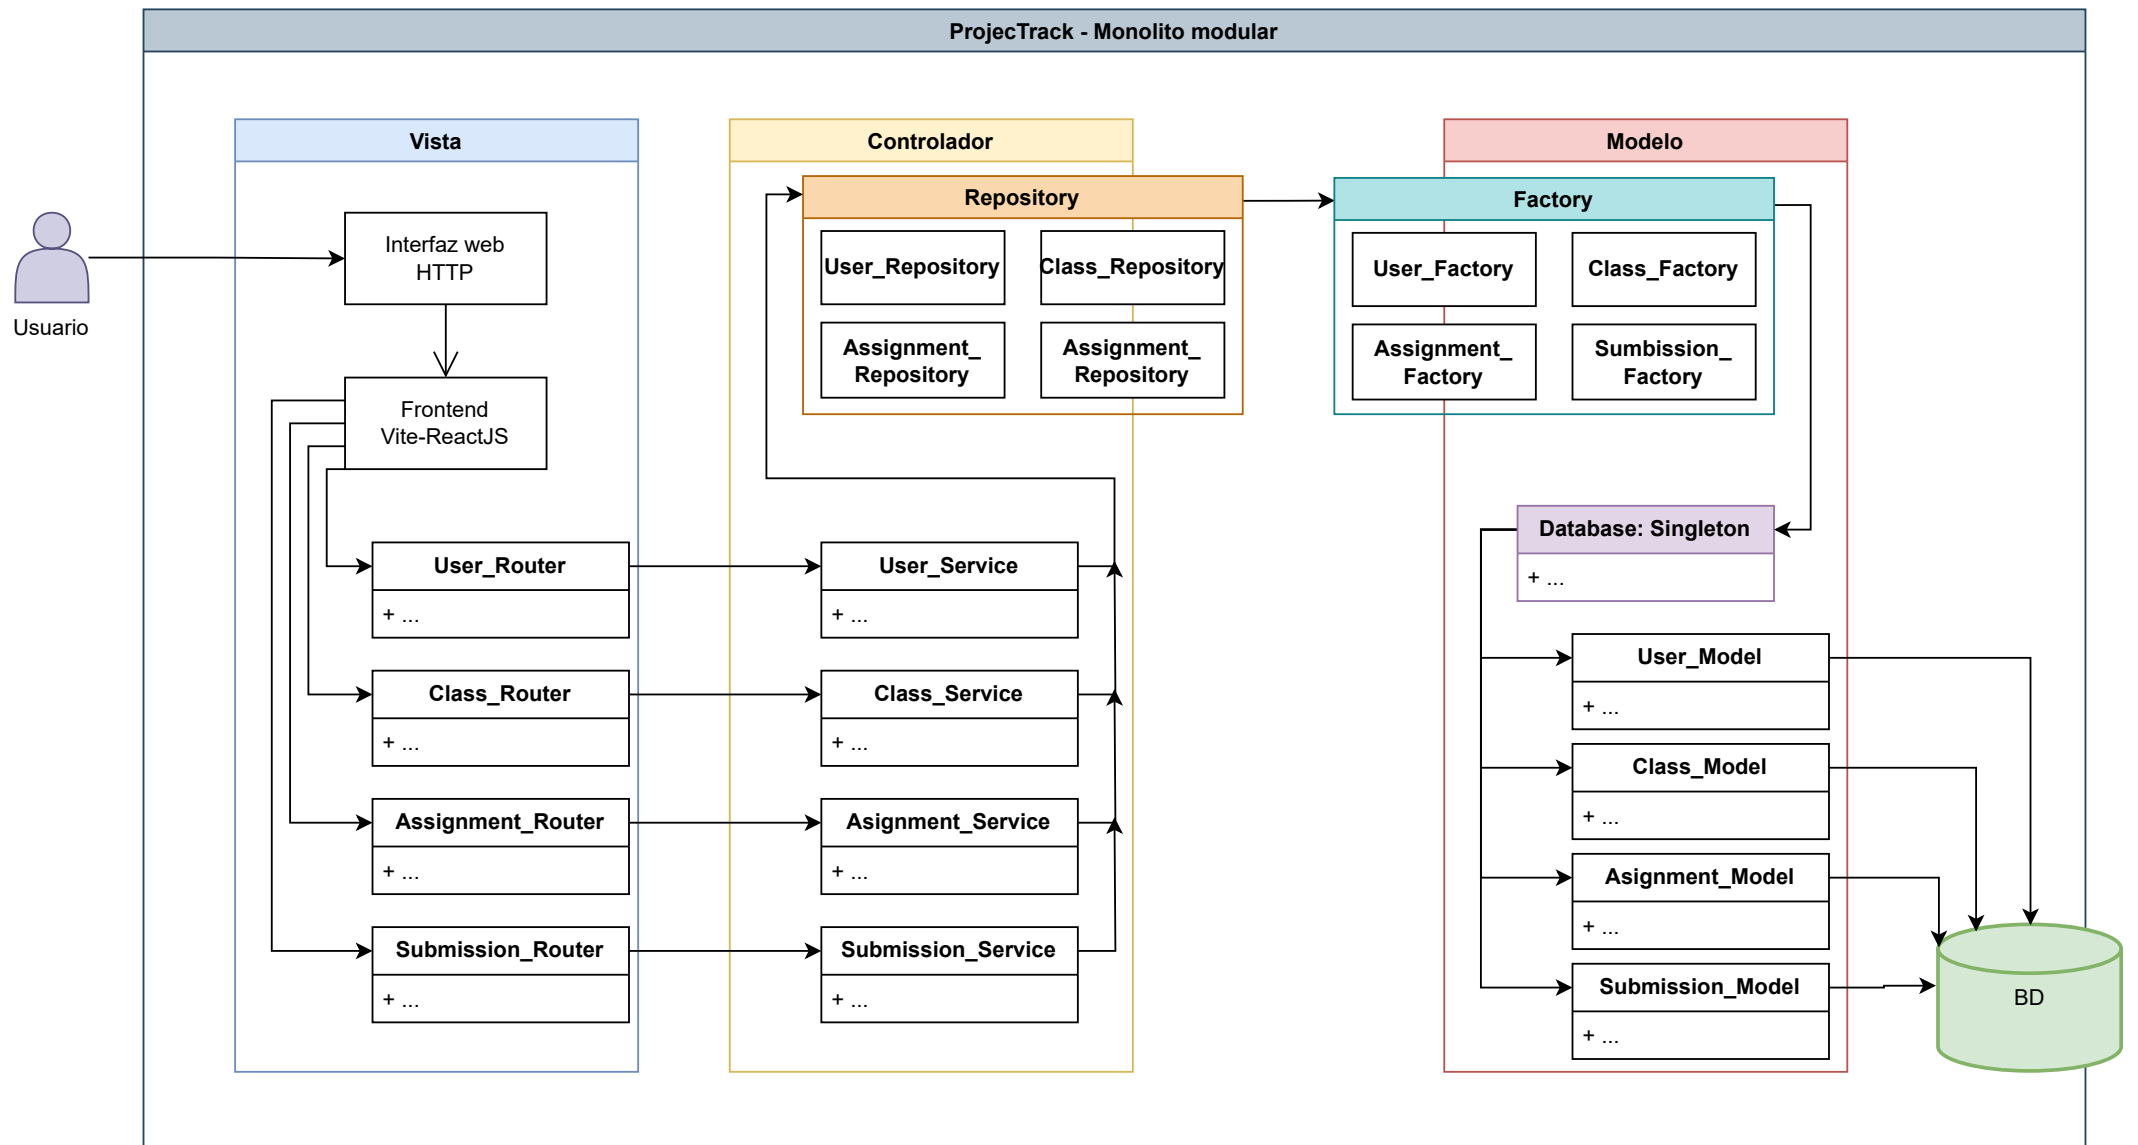 ProjecTrack - Monolito modular
Vista
Controlador
Modelo
Usuario
Interfaz web
HTTP
Frontend
Vite-ReactJS
User_Router
+ ...
Class_Router
+ ...
Assignment_Router
+ ...
Submission_Router
+ ...
Repository
User_Repository
Class_Repository
Assignment_
Repository
Assignment_
Repository
User_Service
+ ...
Class_Service
+ ...
Asignment_Service
+ ...
Submission_Service
+ ...
Factory
User_Factory
Class_Factory
Assignment_
Factory
Sumbission_
Factory
Database: Singleton
+ ...
User_Model
+ ...
Class_Model
+ ...
Asignment_Model
+ ...
Submission_Model
+ ...
BD